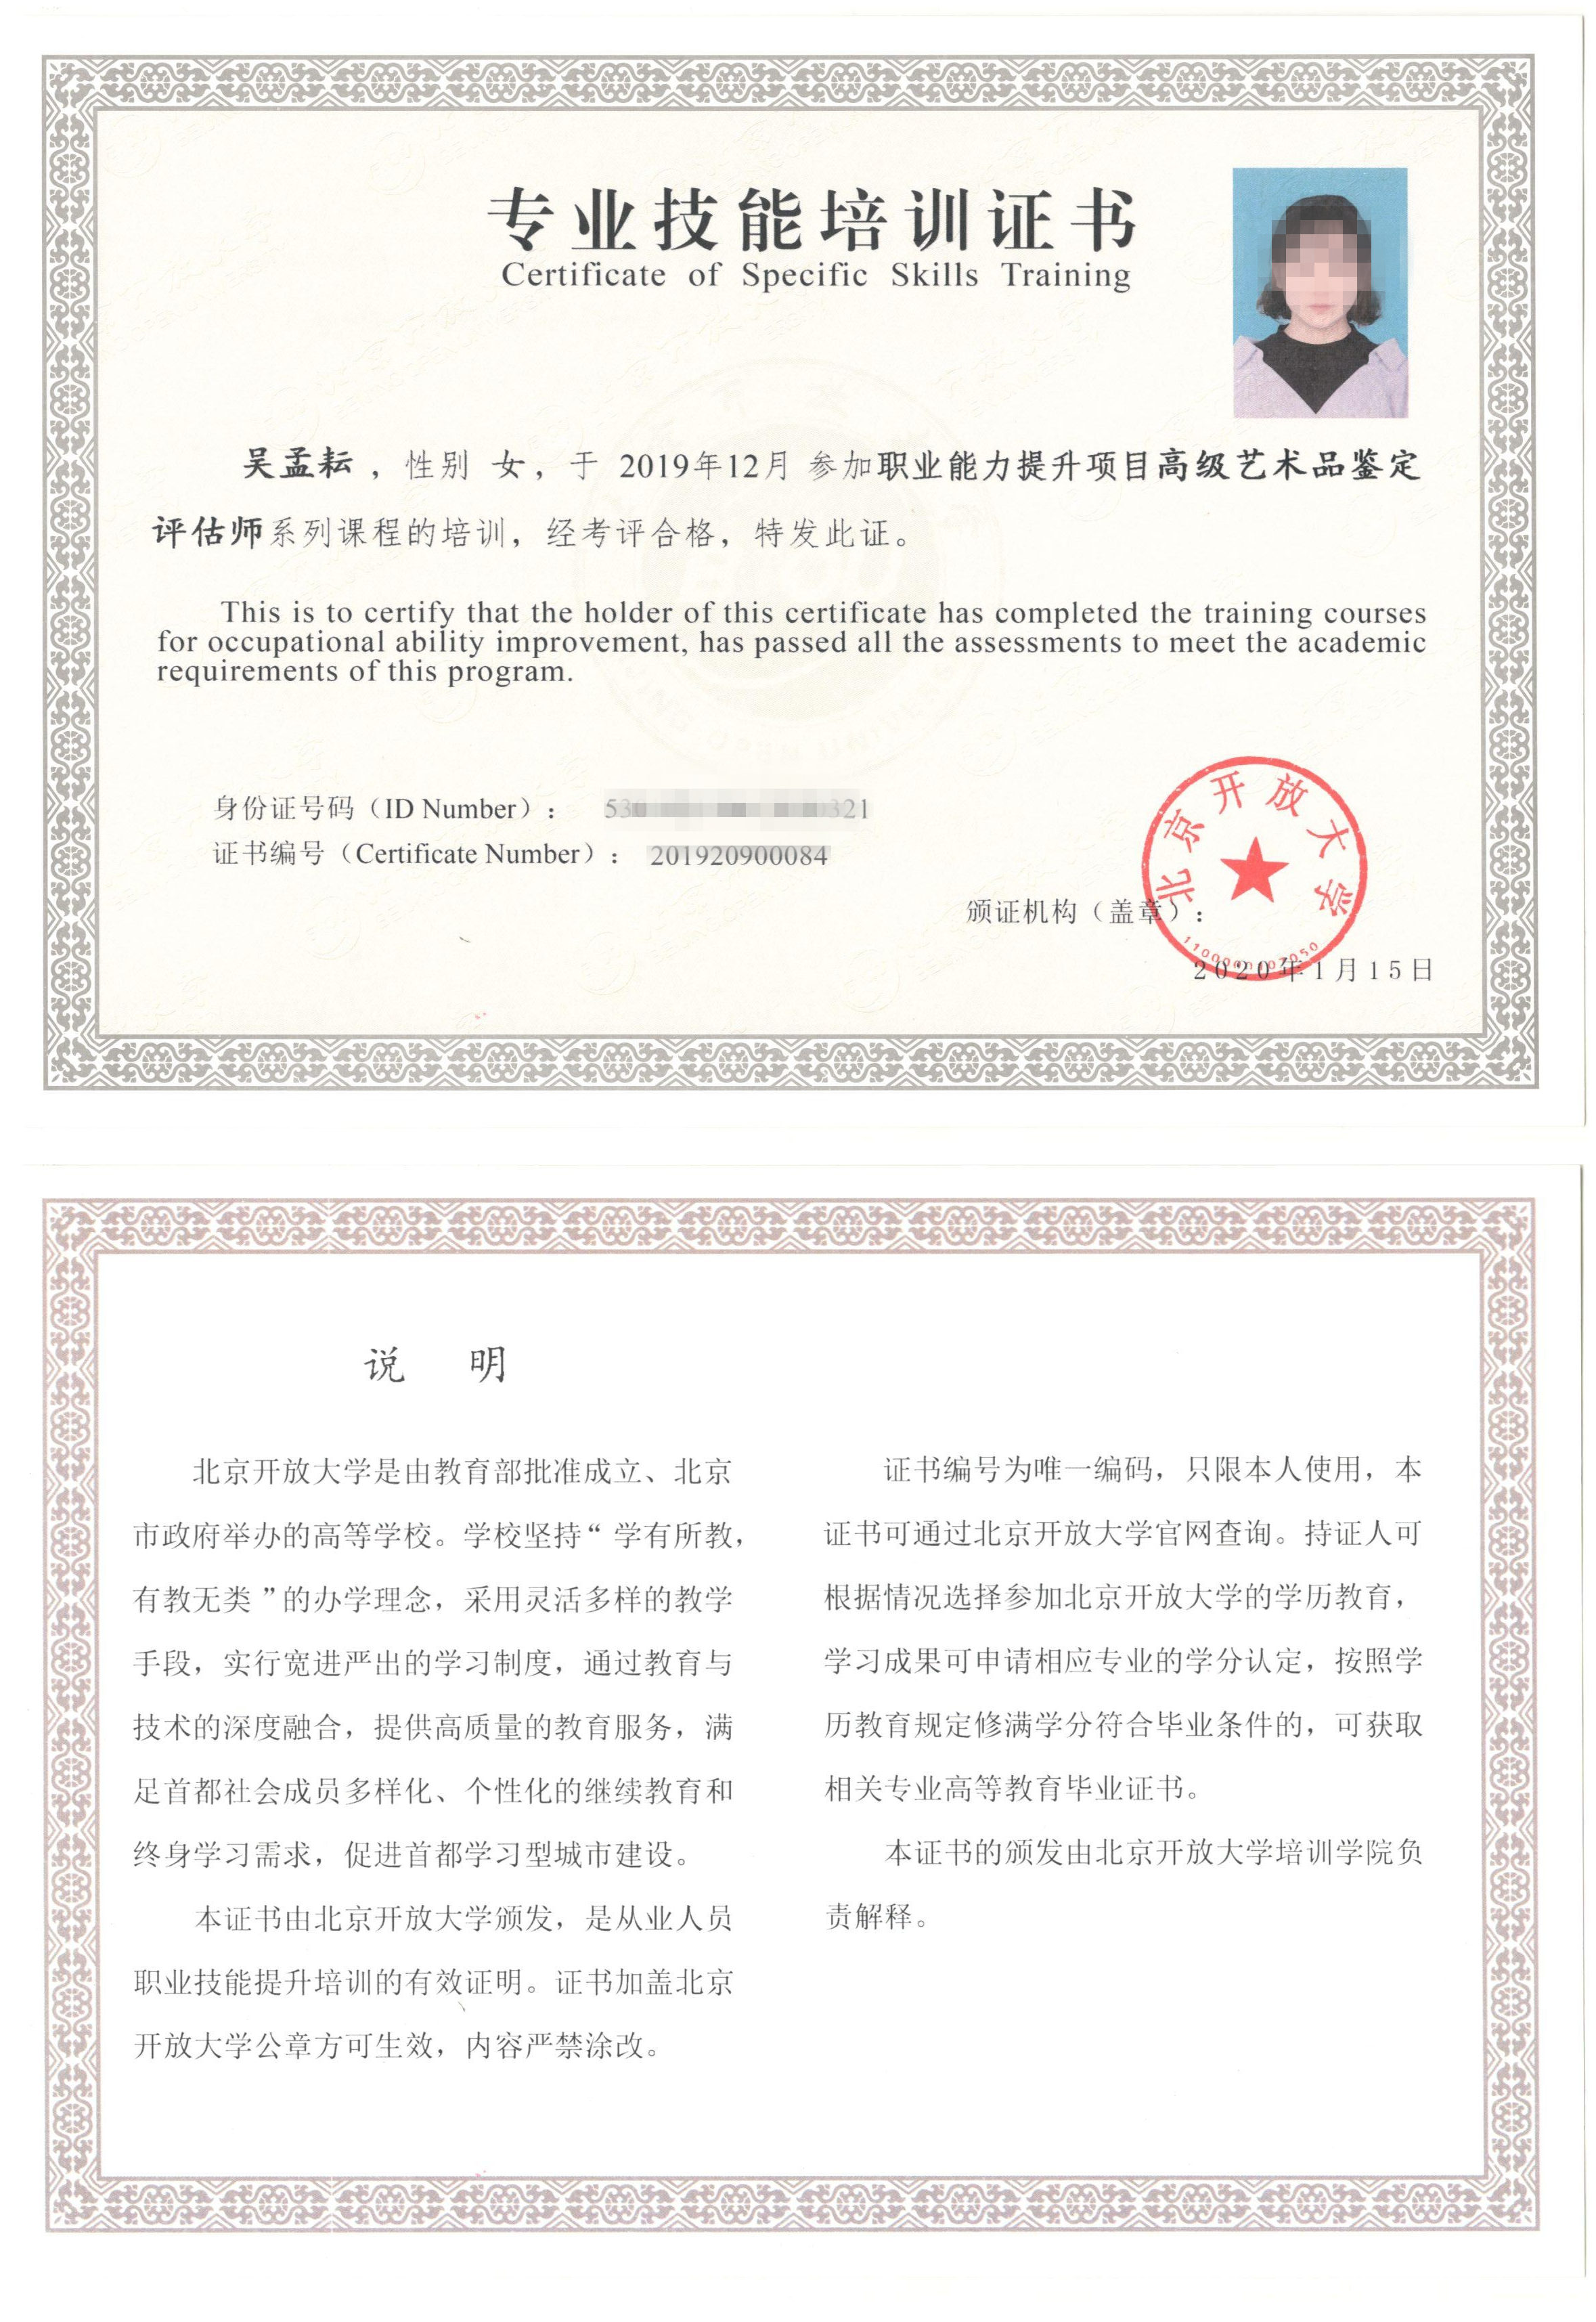 专业技能培训证书
Certificate of Specific Skills Training
吴孟耘，性别 女，于 2019年12月 参加职业能力提升项目高级艺术品鉴定
评估师系列课程的培训，经考评合格，特发此证。
This is to certify that the holder of this certificate has completed the training courses
for occupational ability improvement, has passed all the assessments to meet the academic
requirements of this program.
身份证号码（ID Number）：
证书编号（Certificate Number）： 201920900084
北京开放大学
颁证机构（盖章）：
2020年1月15日
说 明
北京开放大学是由教育部批准成立、北京
市政府举办的高等学校。学校坚持“ 学有所教，
有教无类 ”的办学理念，采用灵活多样的教学
手段，实行宽进严出的学习制度，通过教育与
技术的深度融合，提供高质量的教育服务，满
足首都社会成员多样化、个性化的继续教育和
终身学习需求，促进首都学习型城市建设。
本证书由北京开放大学颁发，是从业人员
职业技能提升培训的有效证明。证书加盖北京
开放大学公章方可生效，内容严禁涂改。
证书编号为唯一编码，只限本人使用，本
证书可通过北京开放大学官网查询。持证人可
根据情况选择参加北京开放大学的学历教育，
学习成果可申请相应专业的学分认定，按照学
历教育规定修满学分符合毕业条件的，可获取
相关专业高等教育毕业证书。
本证书的颁发由北京开放大学培训学院负
责解释。